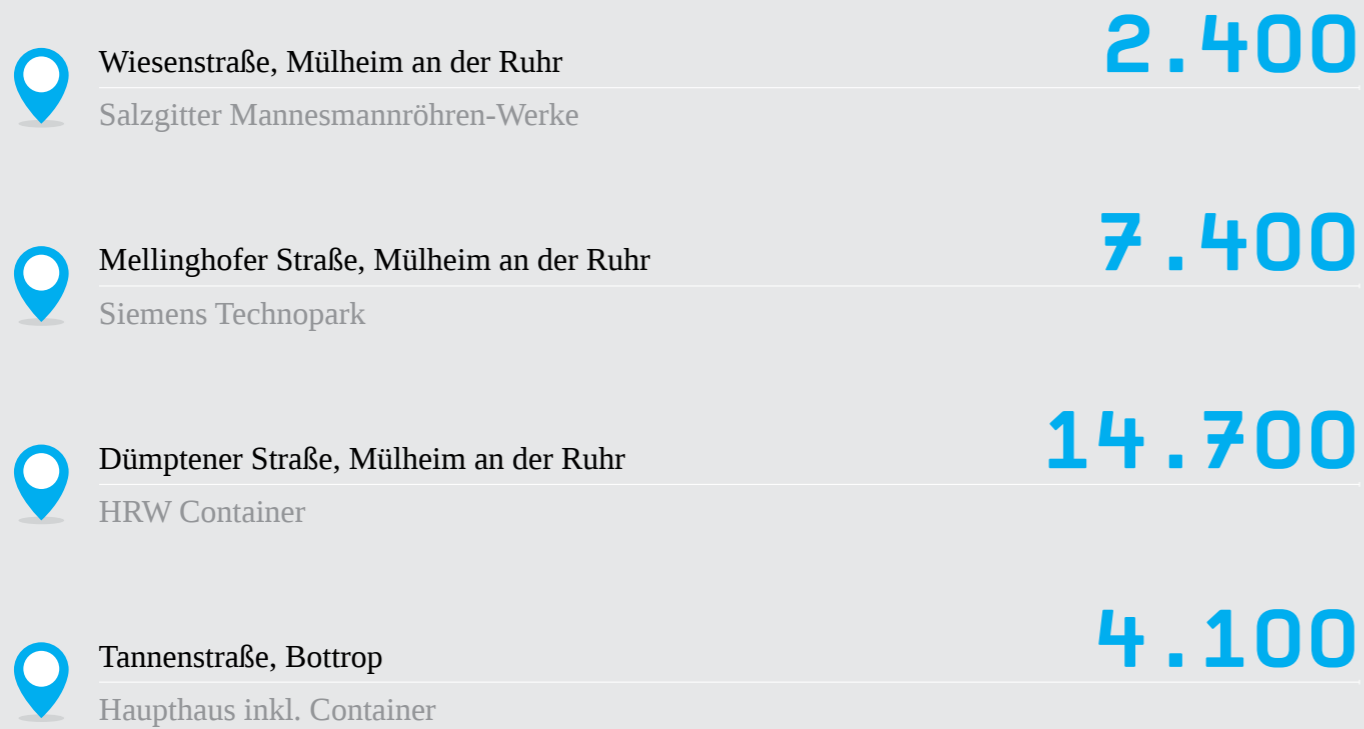 Wiesenstraße, Mülheim an der Ruhr 2.400
Salzgitter Mannesmannröhren-Werke
Mellinghofer Straße, Mülheim an der Ruhr 7.400
Siemens Technopark
Dümptener Straße, Mülheim an der Ruhr 14.700
HRW Container
Tannenstraße, Bottrop 4.100
Haupthaus inkl. Container